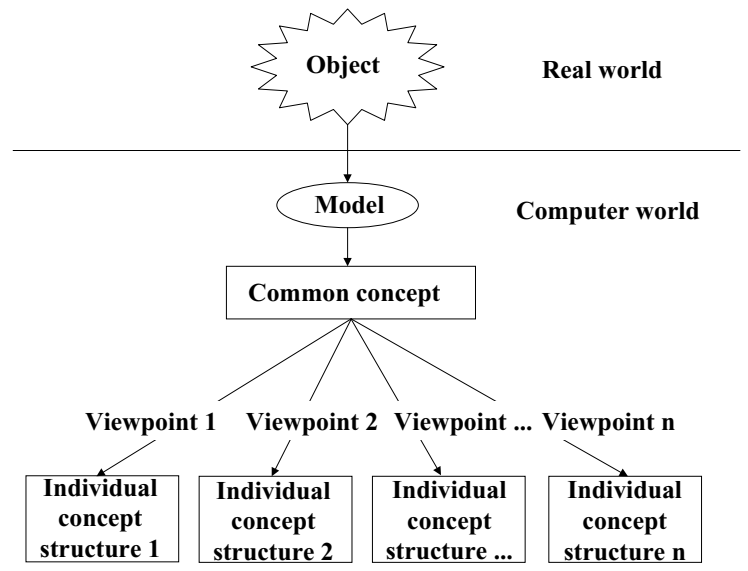 Object
Real world
Model
Computer world
Common concept
Viewpoint 1
Viewpoint 2
Viewpoint ...
Viewpoint n
Individual
concept
structure 1
Individual
concept
structure 2
Individual
concept
structure ...
Individual
concept
structure n